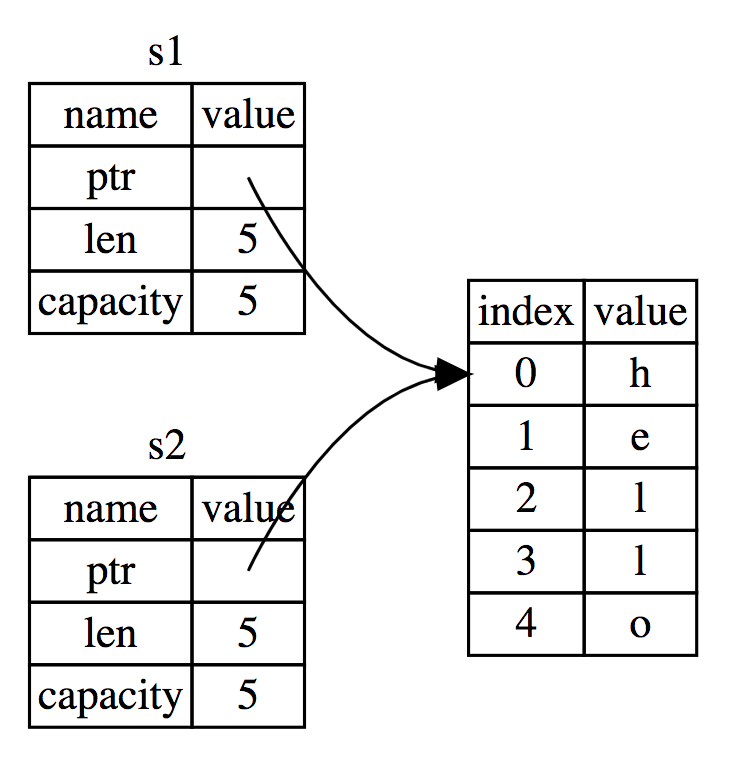 s1
name value
ptr
len 5
capacity 5
s2
name value
ptr
len 5
capacity 5
index value
0 h
1 e
2 l
3 l
4 o